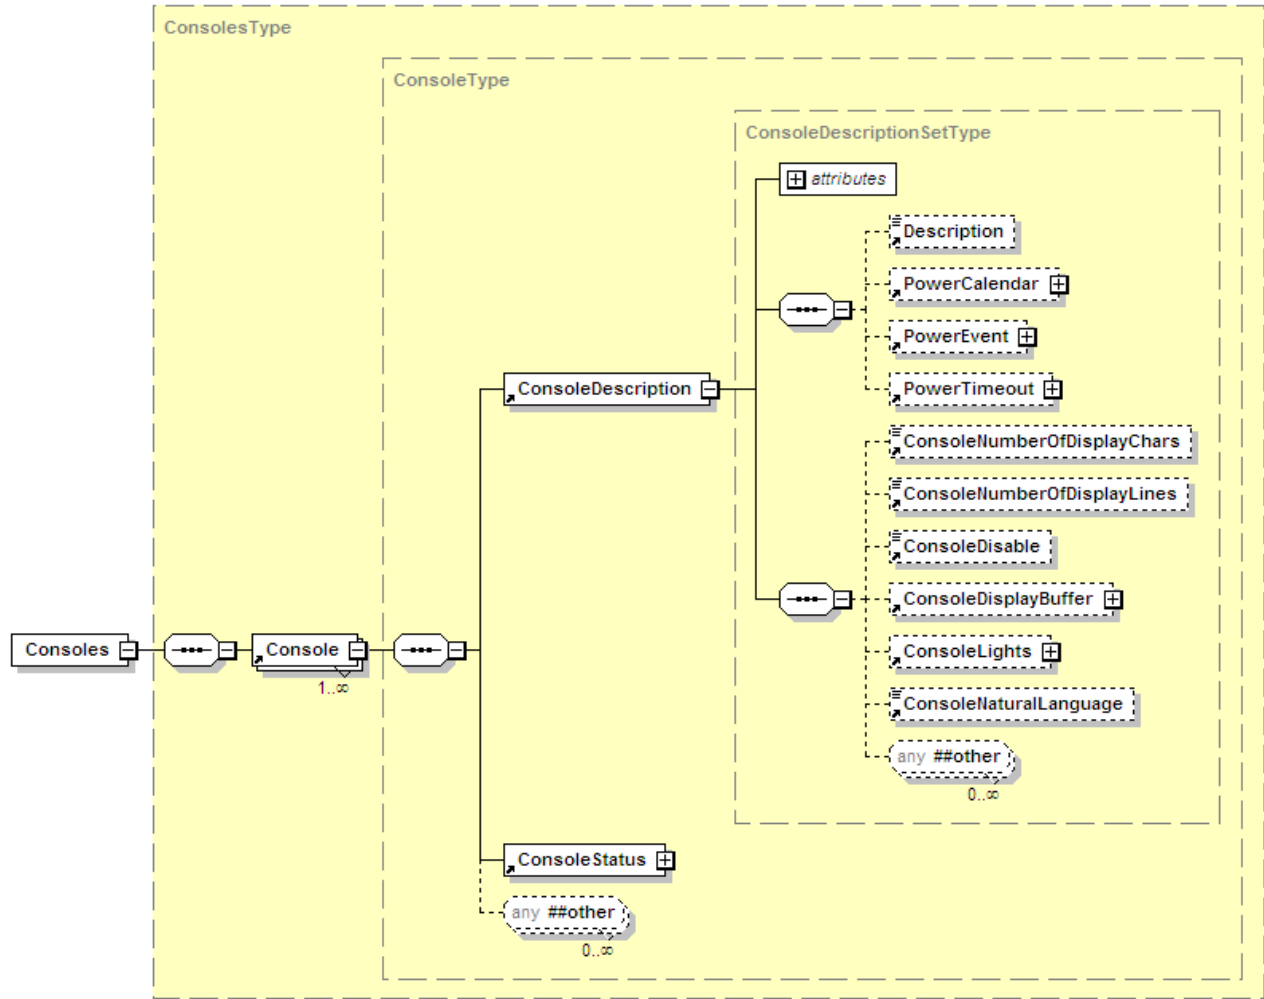 ConsolesType
ConsoleType
ConsoleDescriptionSetType
attributes
Description
PowerCalendar
PowerEvent
PowerTimeout
ConsoleDescription
ConsoleNumberOfDisplayChars
ConsoleNumberOfDisplayLines
ConsoleDisable
ConsoleDisplayBuffer
ConsoleLights
ConsoleNaturalLanguage
any ##other
0..∞
Consoles
Console
1..∞
ConsoleStatus
any ##other
0..∞